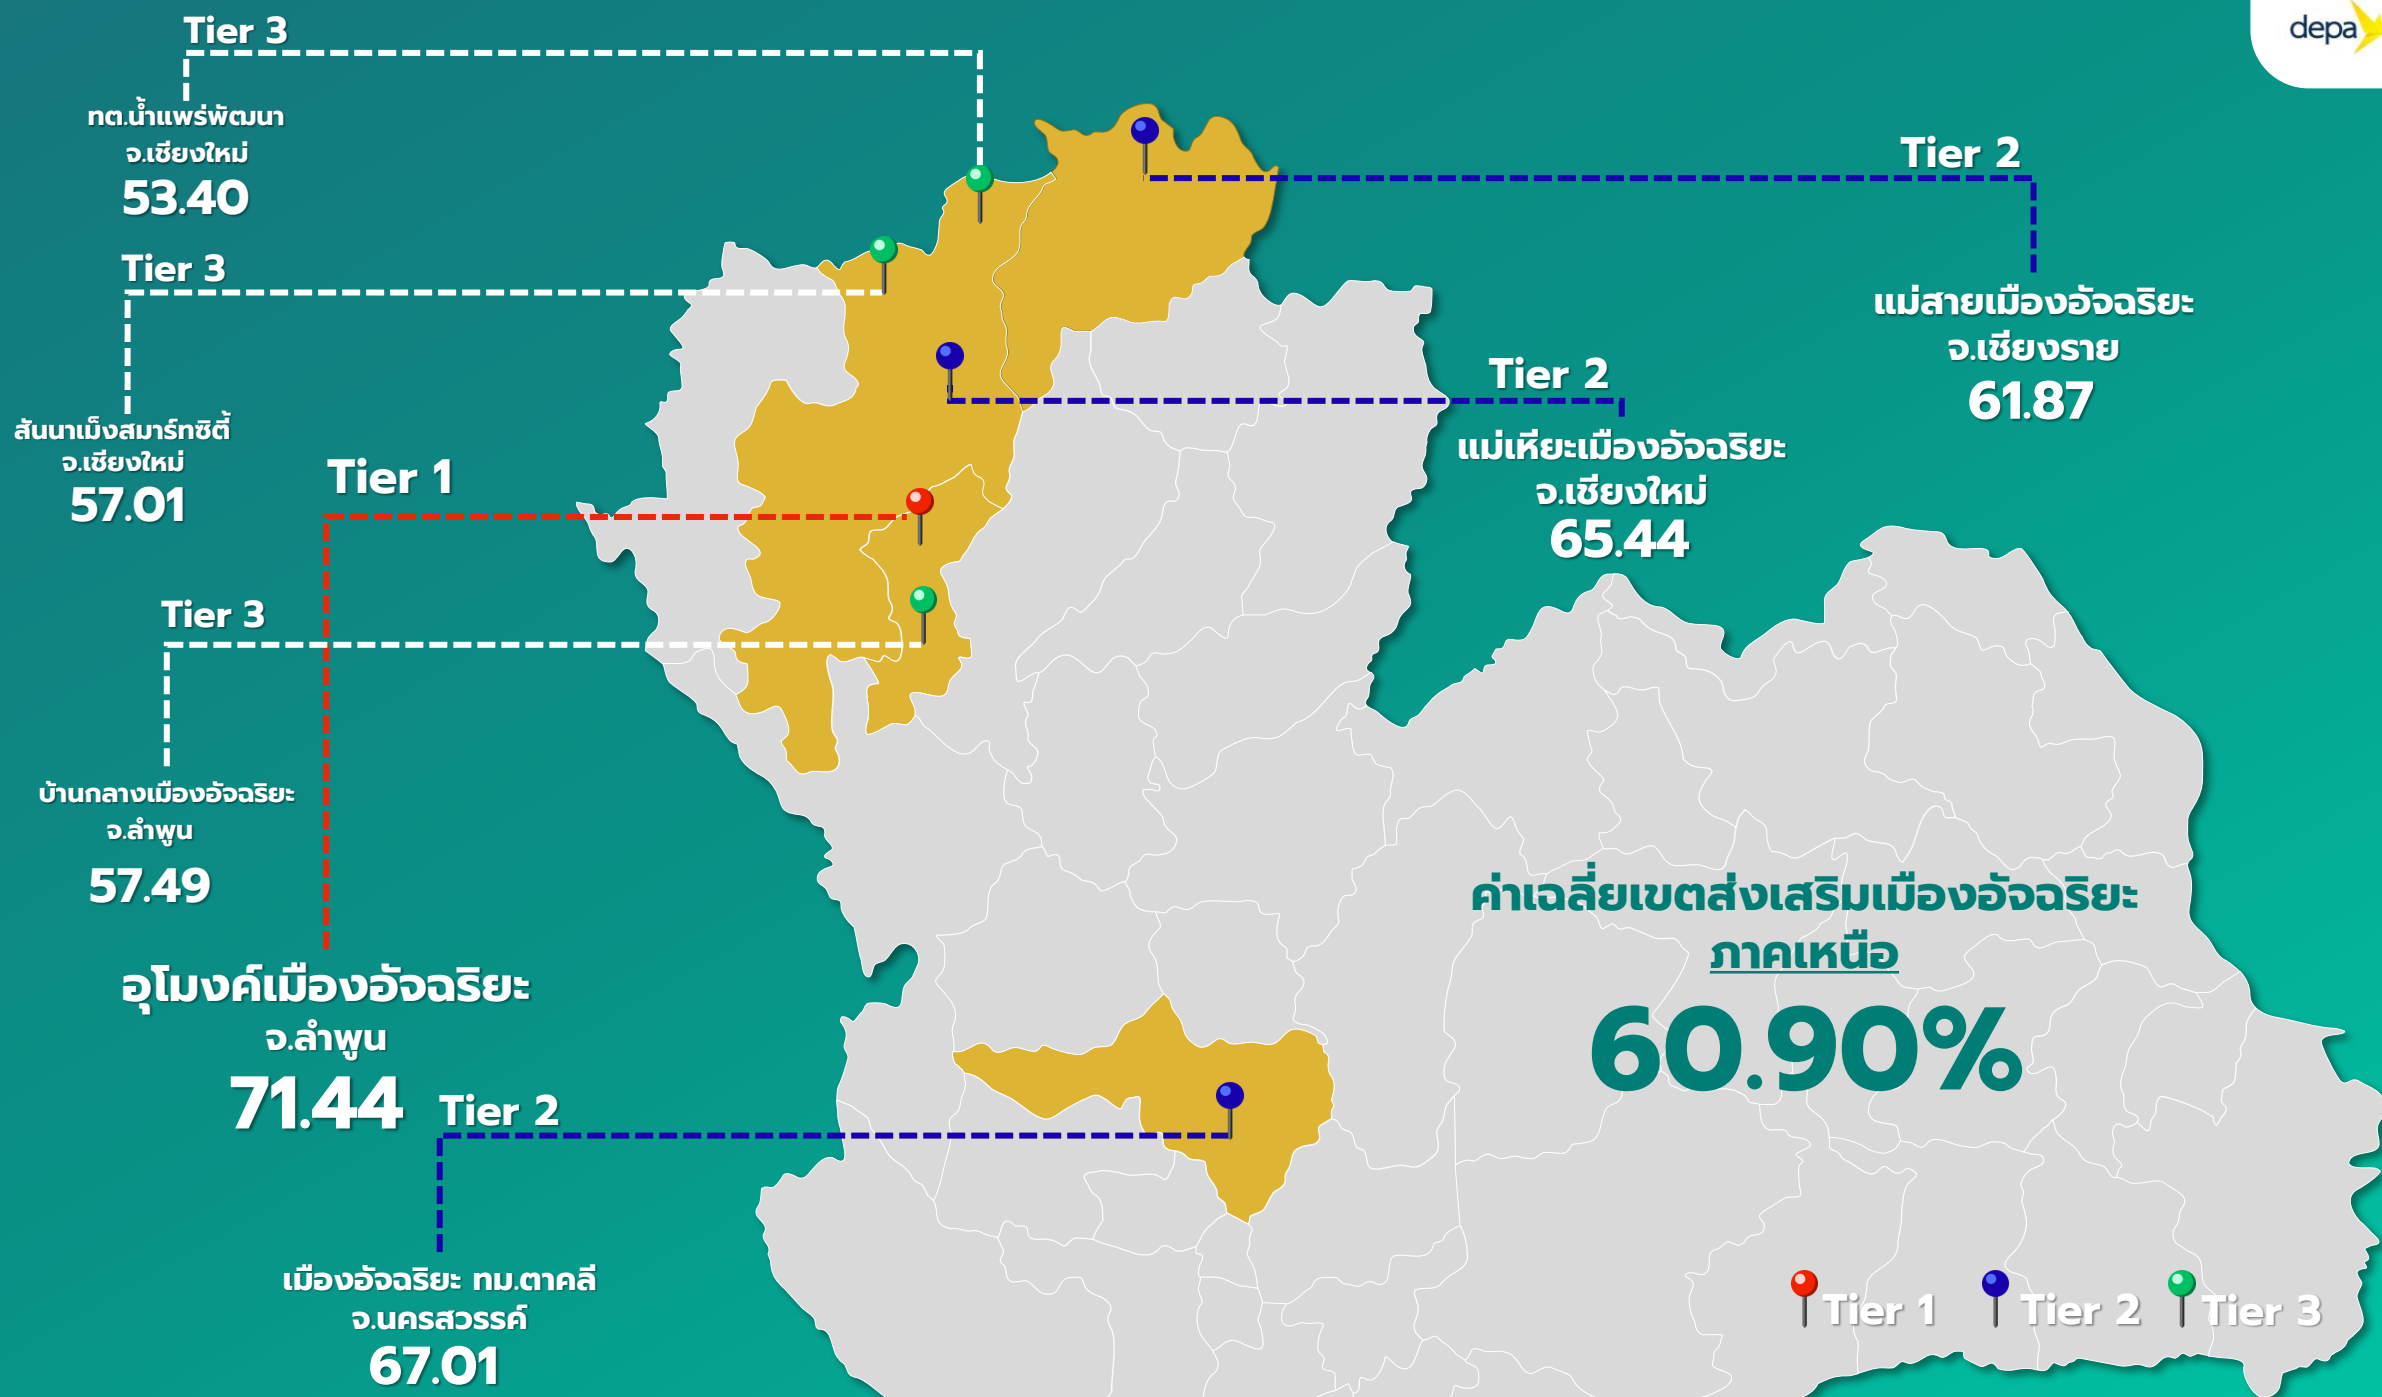 depa
Tier 3
ทต.น้ำแพร่พัฒนา
จ.เชียงใหม่
53.40
Tier 3
สันนาเม็งสมาร์ทซิตี้
จ.เชียงใหม่
57.01
Tier 1
อุโมงค์เมืองอัจฉริยะ
จ.ลำพูน
71.44
Tier 3
บ้านกลางเมืองอัจฉริยะ
จ.ลำพูน
57.49
Tier 2
เมืองอัจฉริยะ ทม.ตาคลี
จ.นครสวรรค์
67.01
Tier 2
แม่สายเมืองอัจฉริยะ
จ.เชียงราย
61.87
Tier 2
แม่เหียะเมืองอัจฉริยะ
จ.เชียงใหม่
65.44
ค่าเฉลี่ยเขตส่งเสริมเมืองอัจฉริยะ
ภาคเหนือ
60.90%
Tier 1 Tier 2 Tier 3